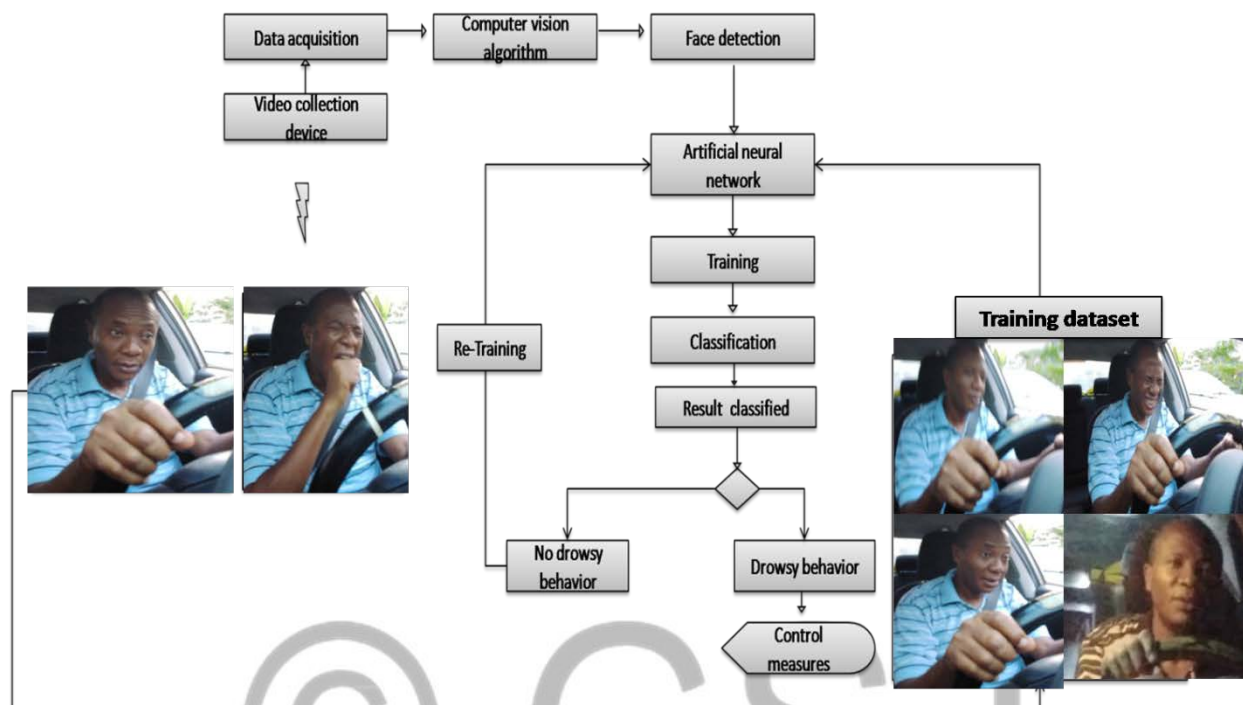 Data acquisition
Computer vision
algorithm
Face detection
Video collection
device
Artificial neural
network
Training
Training dataset
Re-Training
Classification
Result classified
No drowsy
behavior
Drowsy behavior
Control
measures